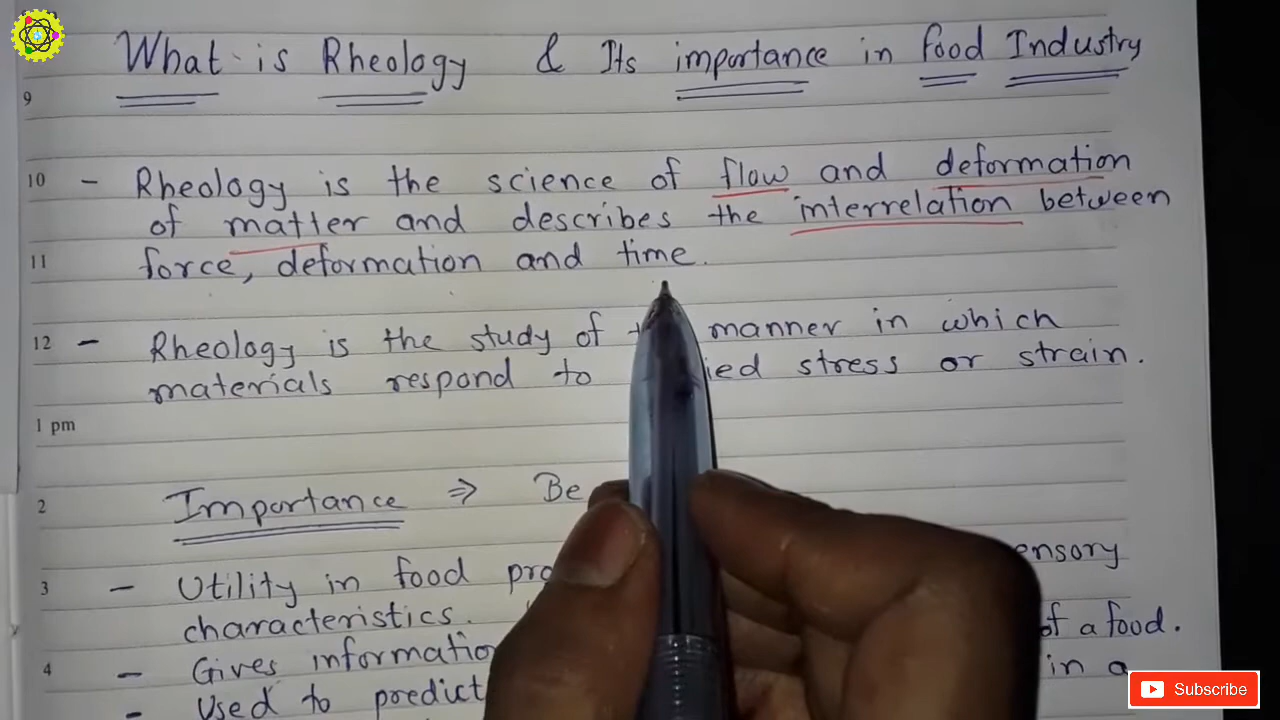 What is Rheology & Its importance in food Industry
9
10 - Rheology is the science of flow and deformation
of matter and describes the interrelation between
11 force, deformation and time.
12 - Rheology is the study of manner in which
materials respond to stress or strain.
1 pm
2 Importance ⇒
3 - Utility in food
characteristics. of a food.
4 - Gives in a
- Used to predict
Subscribe